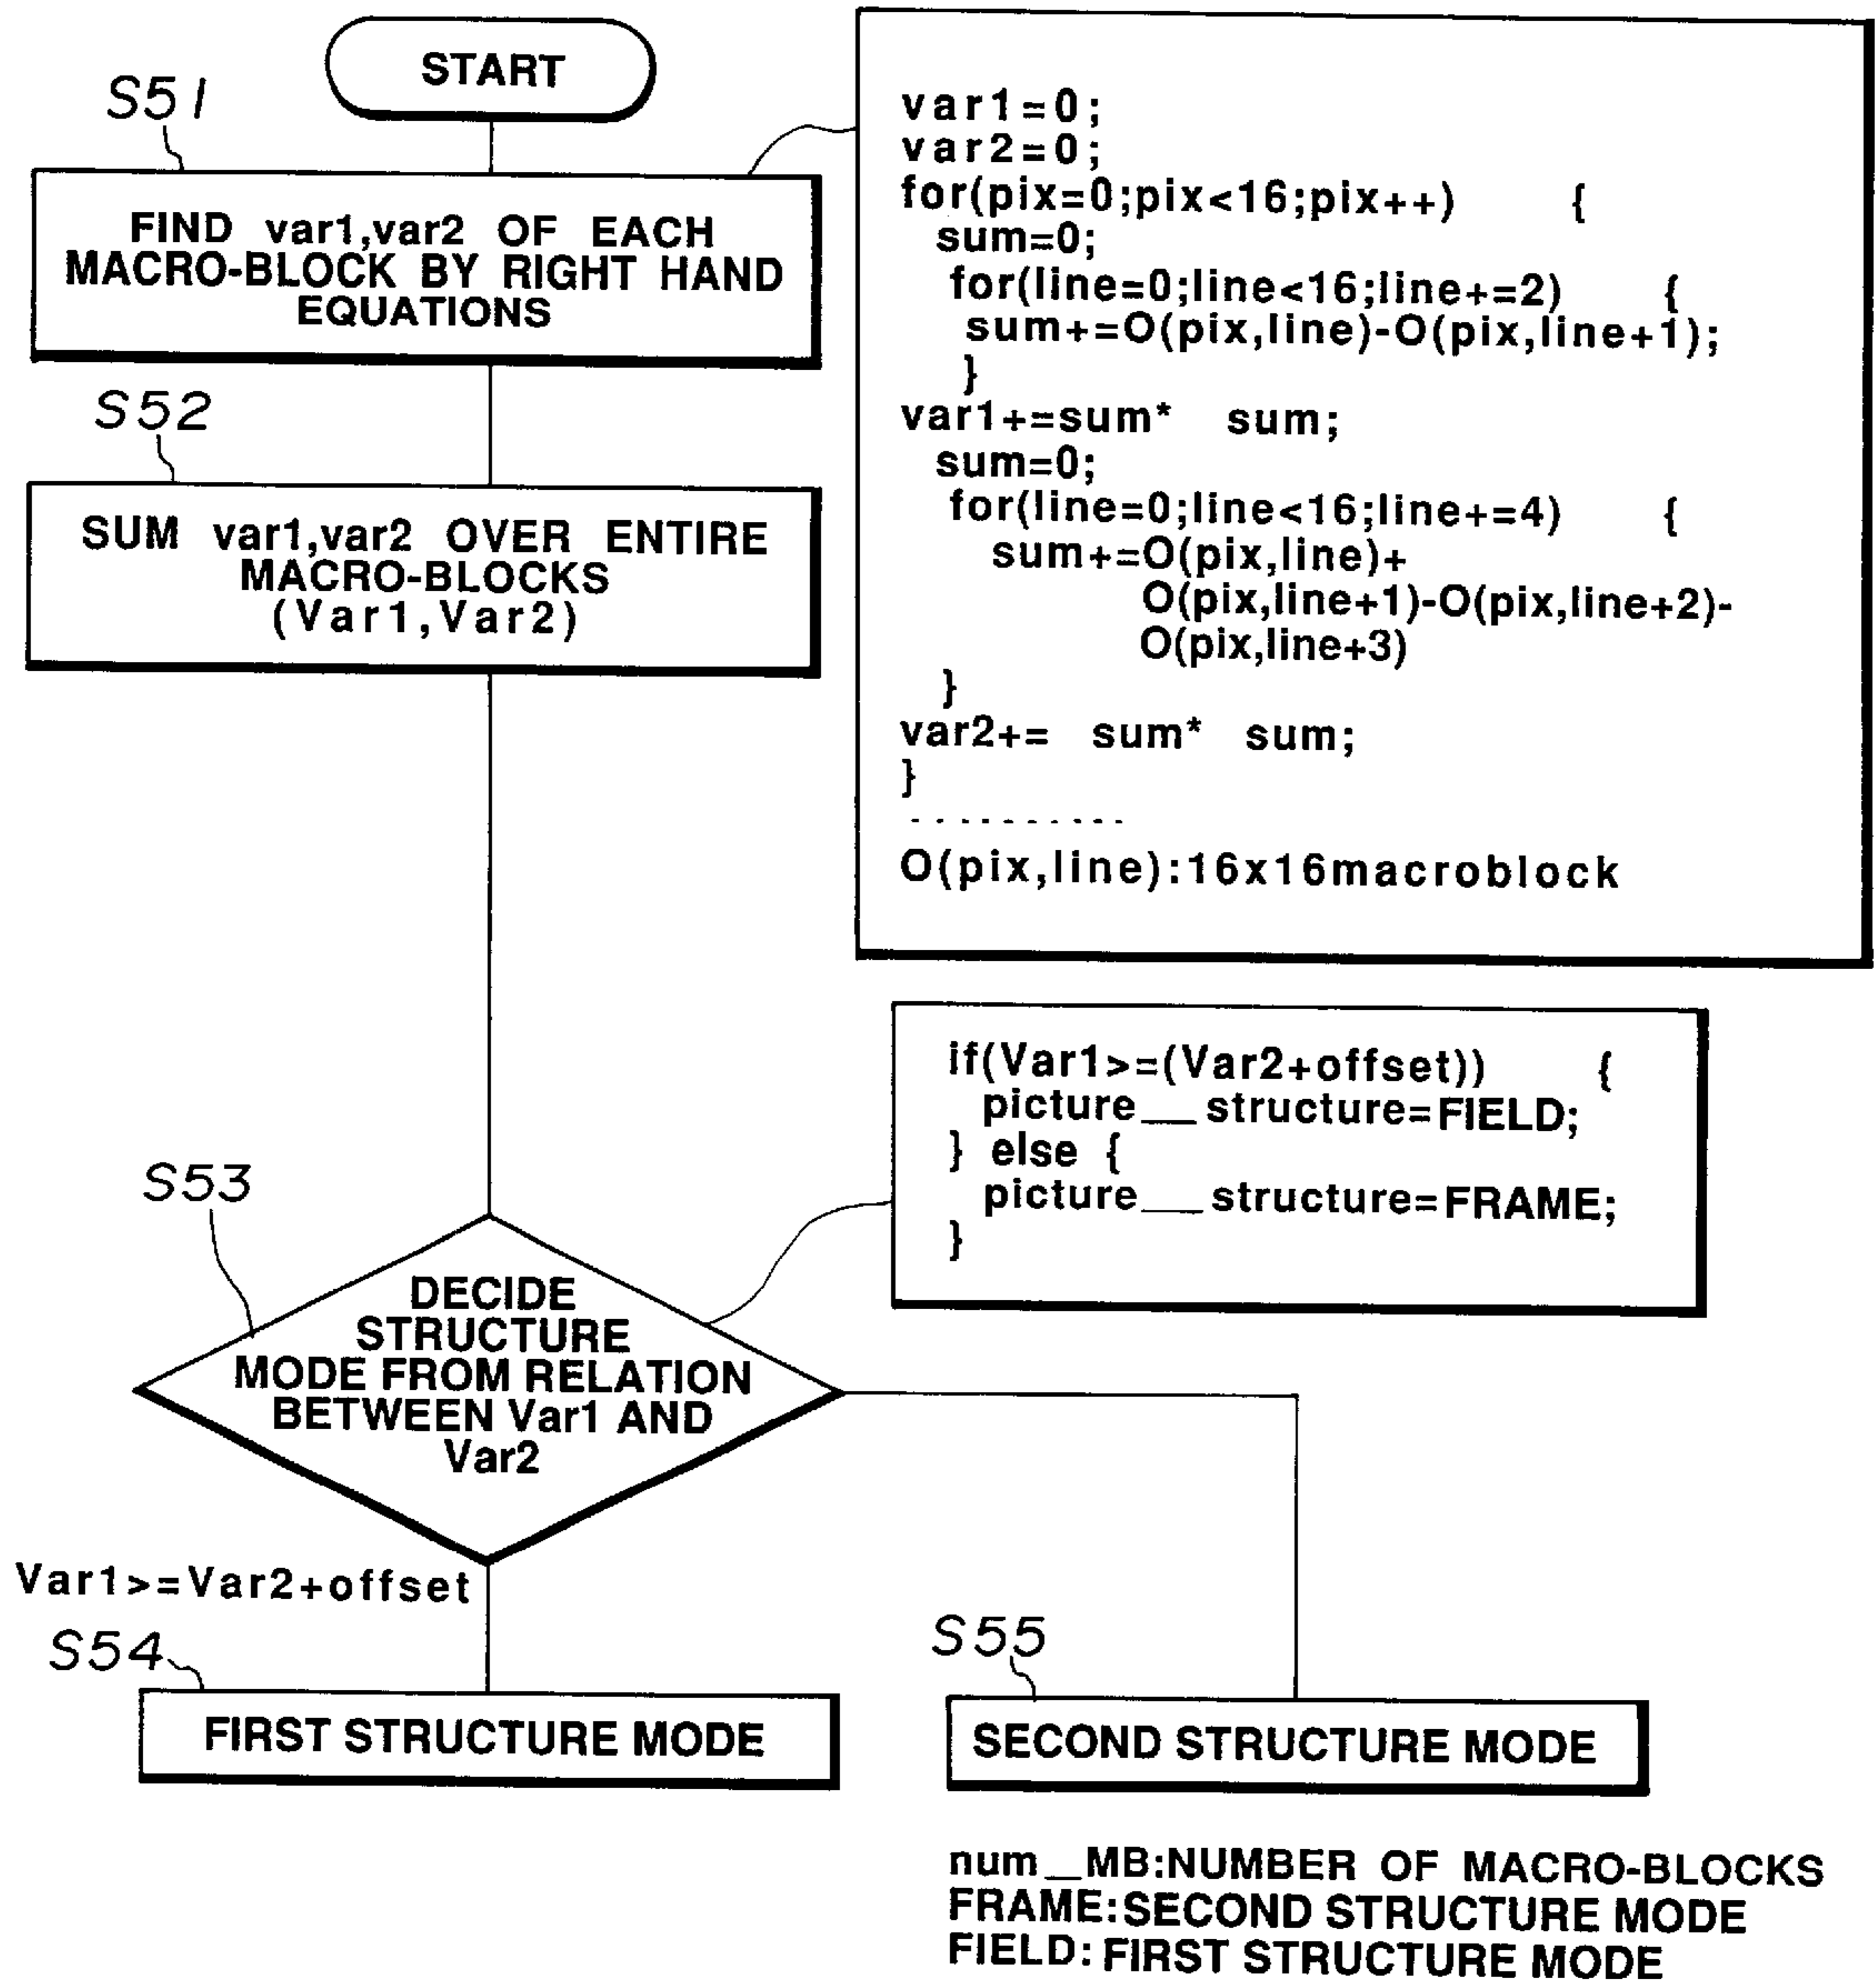 START
S51
FIND var1,var2 OF EACH
MACRO-BLOCK BY RIGHT HAND
EQUATIONS
var1=0;
var2=0;
for(pix=0;pix<16;pix++) {
sum=0;
for(line=0;line<16;line+=2) {
sum+=O(pix,line)-O(pix,line+1);
}
var1+=sum* sum;
sum=0;
for(line=0;line<16;line+=4) {
sum+=O(pix,line)+
O(pix,line+1)-O(pix,line+2)-
O(pix,line+3)
}
var2+= sum* sum;
}
- - - - - - - - - -
O(pix,line):16x16macroblock
S52
SUM var1,var2 OVER ENTIRE
MACRO-BLOCKS
(Var1,Var2)
if(Var1>=(Var2+offset)) {
picture__structure=FIELD;
} else {
picture__structure=FRAME;
}
S53
DECIDE
STRUCTURE
MODE FROM RELATION
BETWEEN Var1 AND
Var2
Var1>=Var2+offset
S54
FIRST STRUCTURE MODE
S55
SECOND STRUCTURE MODE
num_MB:NUMBER OF MACRO-BLOCKS
FRAME:SECOND STRUCTURE MODE
FIELD:FIRST STRUCTURE MODE